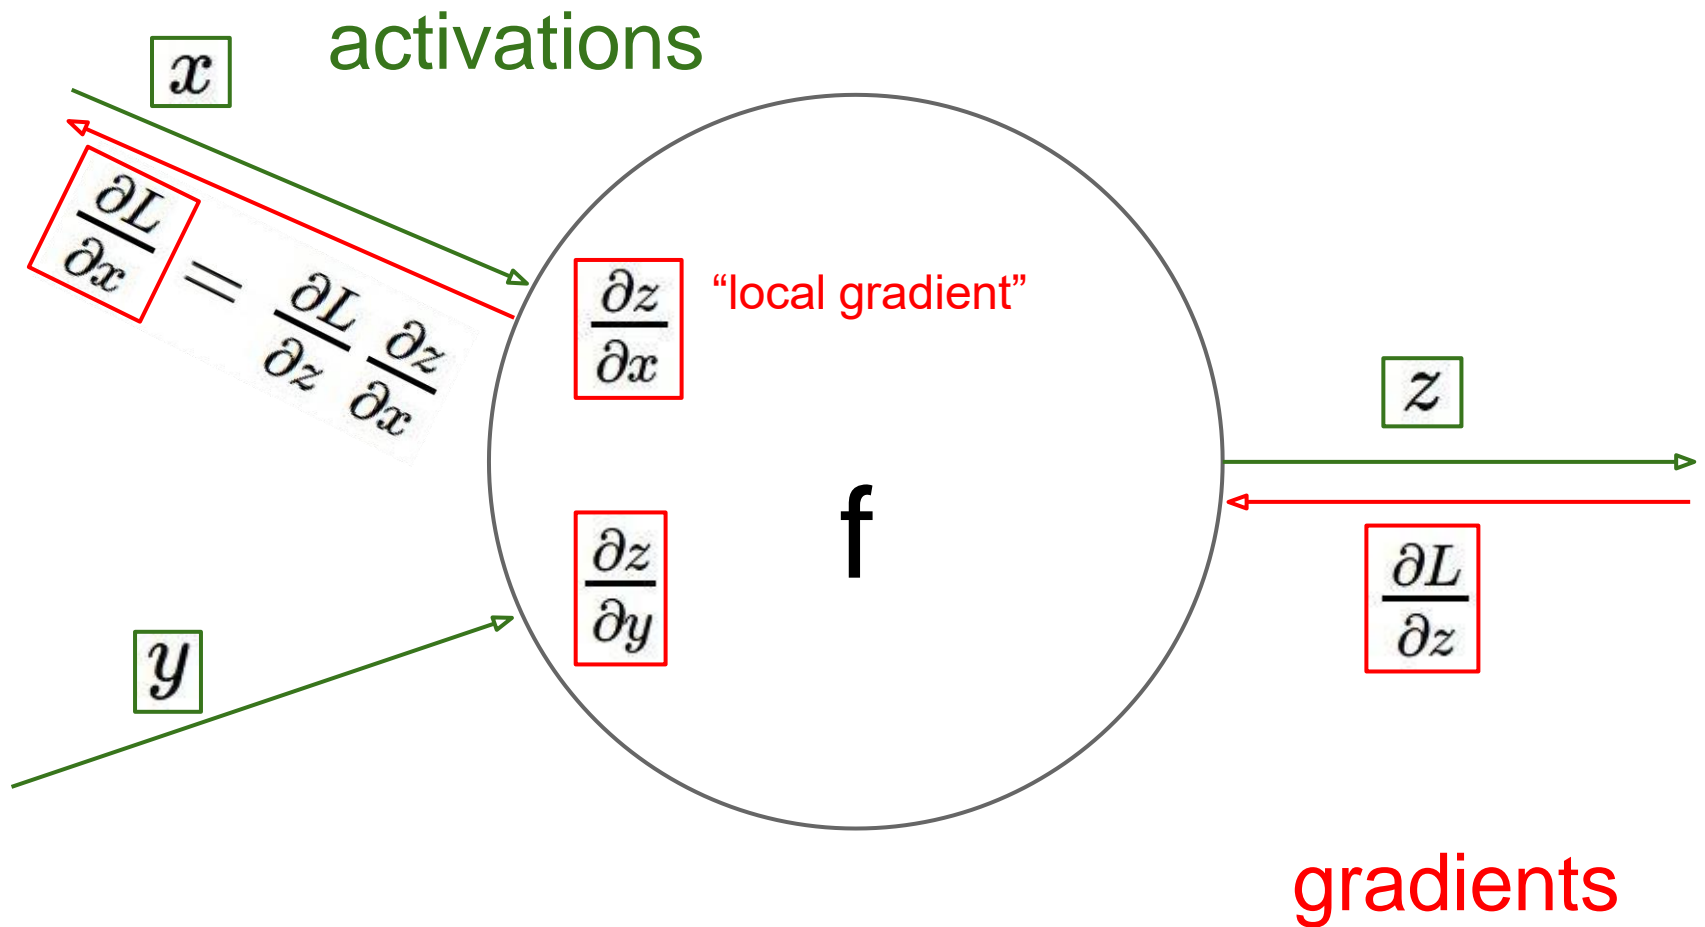 activations
x
∂L/∂x = ∂L/∂z ∂z/∂x
∂z/∂x
“local gradient”
z
f
∂z/∂y
∂L/∂z
y
gradients